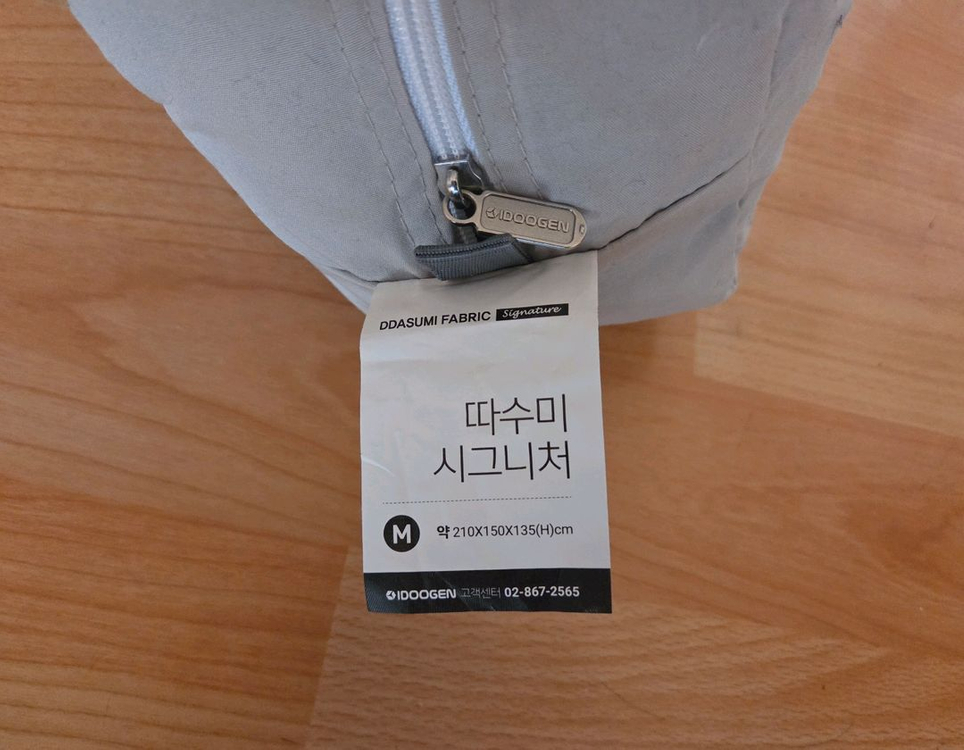 IDOOGEN
DDASUMI FABRIC Signature
따수미
시그니처
M 약 210X150X135(H)cm
IDOOGEN 고객센터 02-867-2565